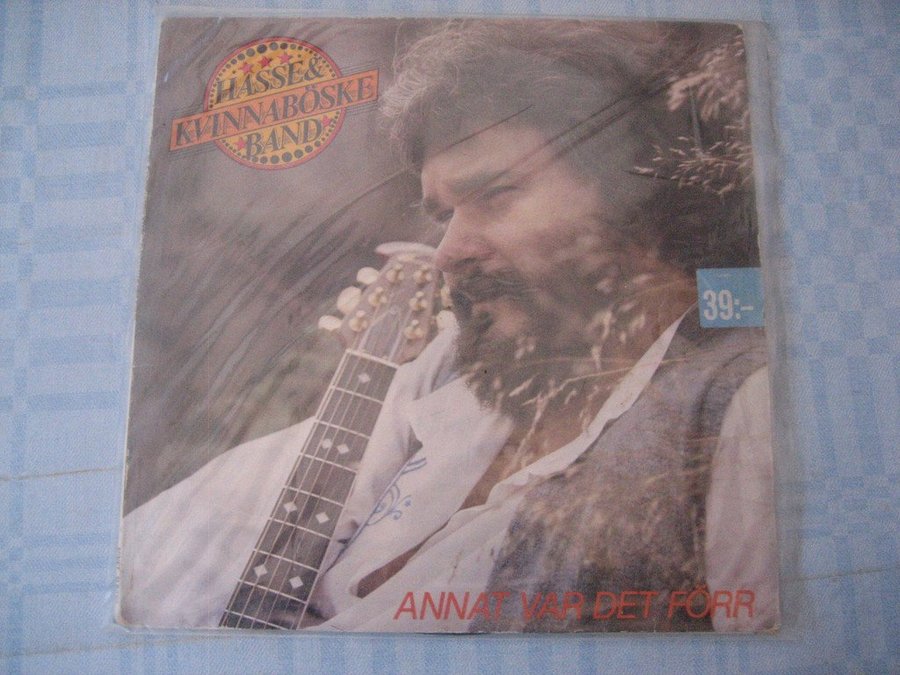 HASSE &
KVINNABÖSKE
BAND
39:-
ANNAT VAR DET FÖRR